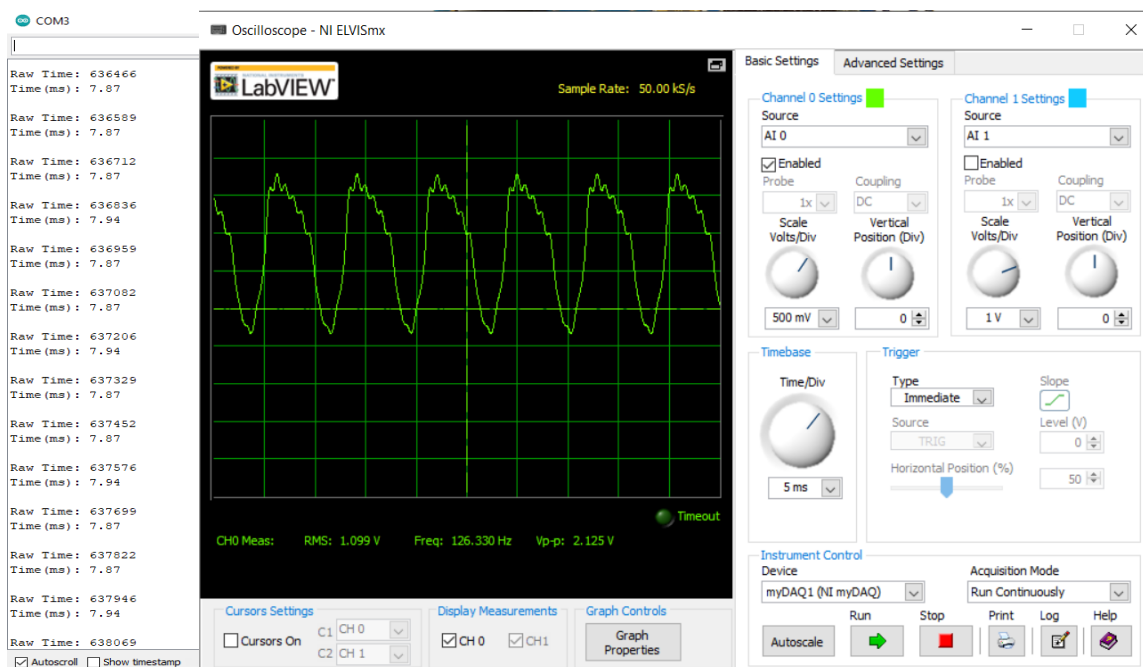 COM3
Raw Time: 636466
Time(ms): 7.87
Raw Time: 636589
Time(ms): 7.87
Raw Time: 636712
Time(ms): 7.87
Raw Time: 636836
Time(ms): 7.94
Raw Time: 636959
Time(ms): 7.87
Raw Time: 637082
Time(ms): 7.87
Raw Time: 637206
Time(ms): 7.94
Raw Time: 637329
Time(ms): 7.87
Raw Time: 637452
Time(ms): 7.87
Raw Time: 637576
Time(ms): 7.94
Raw Time: 637699
Time(ms): 7.87
Raw Time: 637822
Time(ms): 7.87
Raw Time: 637946
Time(ms): 7.94
Raw Time: 638069
Autoscroll Show timestamp
Oscilloscope - NI ELVISmx
POWERED BY
NATIONAL INSTRUMENTS
LabVIEW
Sample Rate: 50.00 kS/s
Timeout
CH0 Meas: RMS: 1.099 V Freq: 126.330 Hz Vp-p: 2.125 V
Cursors Settings
Cursors On
C1 CH 0
C2 CH 1
Display Measurements
CH 0 CH1
Graph Controls
Graph
Properties
Basic Settings Advanced Settings
Channel 0 Settings
Source
AI 0
Enabled
Probe Coupling
1x DC
Scale Vertical
Volts/Div Position (Div)
500 mV 0
Channel 1 Settings
Source
AI 1
Enabled
Probe Coupling
1x DC
Scale Vertical
Volts/Div Position (Div)
1 V 0
Timebase
Time/Div
5 ms
Trigger
Type Slope
Immediate
Source Level (V)
TRIG 0
Horizontal Position (%)
50
Instrument Control
Device Acquisition Mode
myDAQ1 (NI myDAQ) Run Continuously
Run Stop Print Log Help
Autoscale